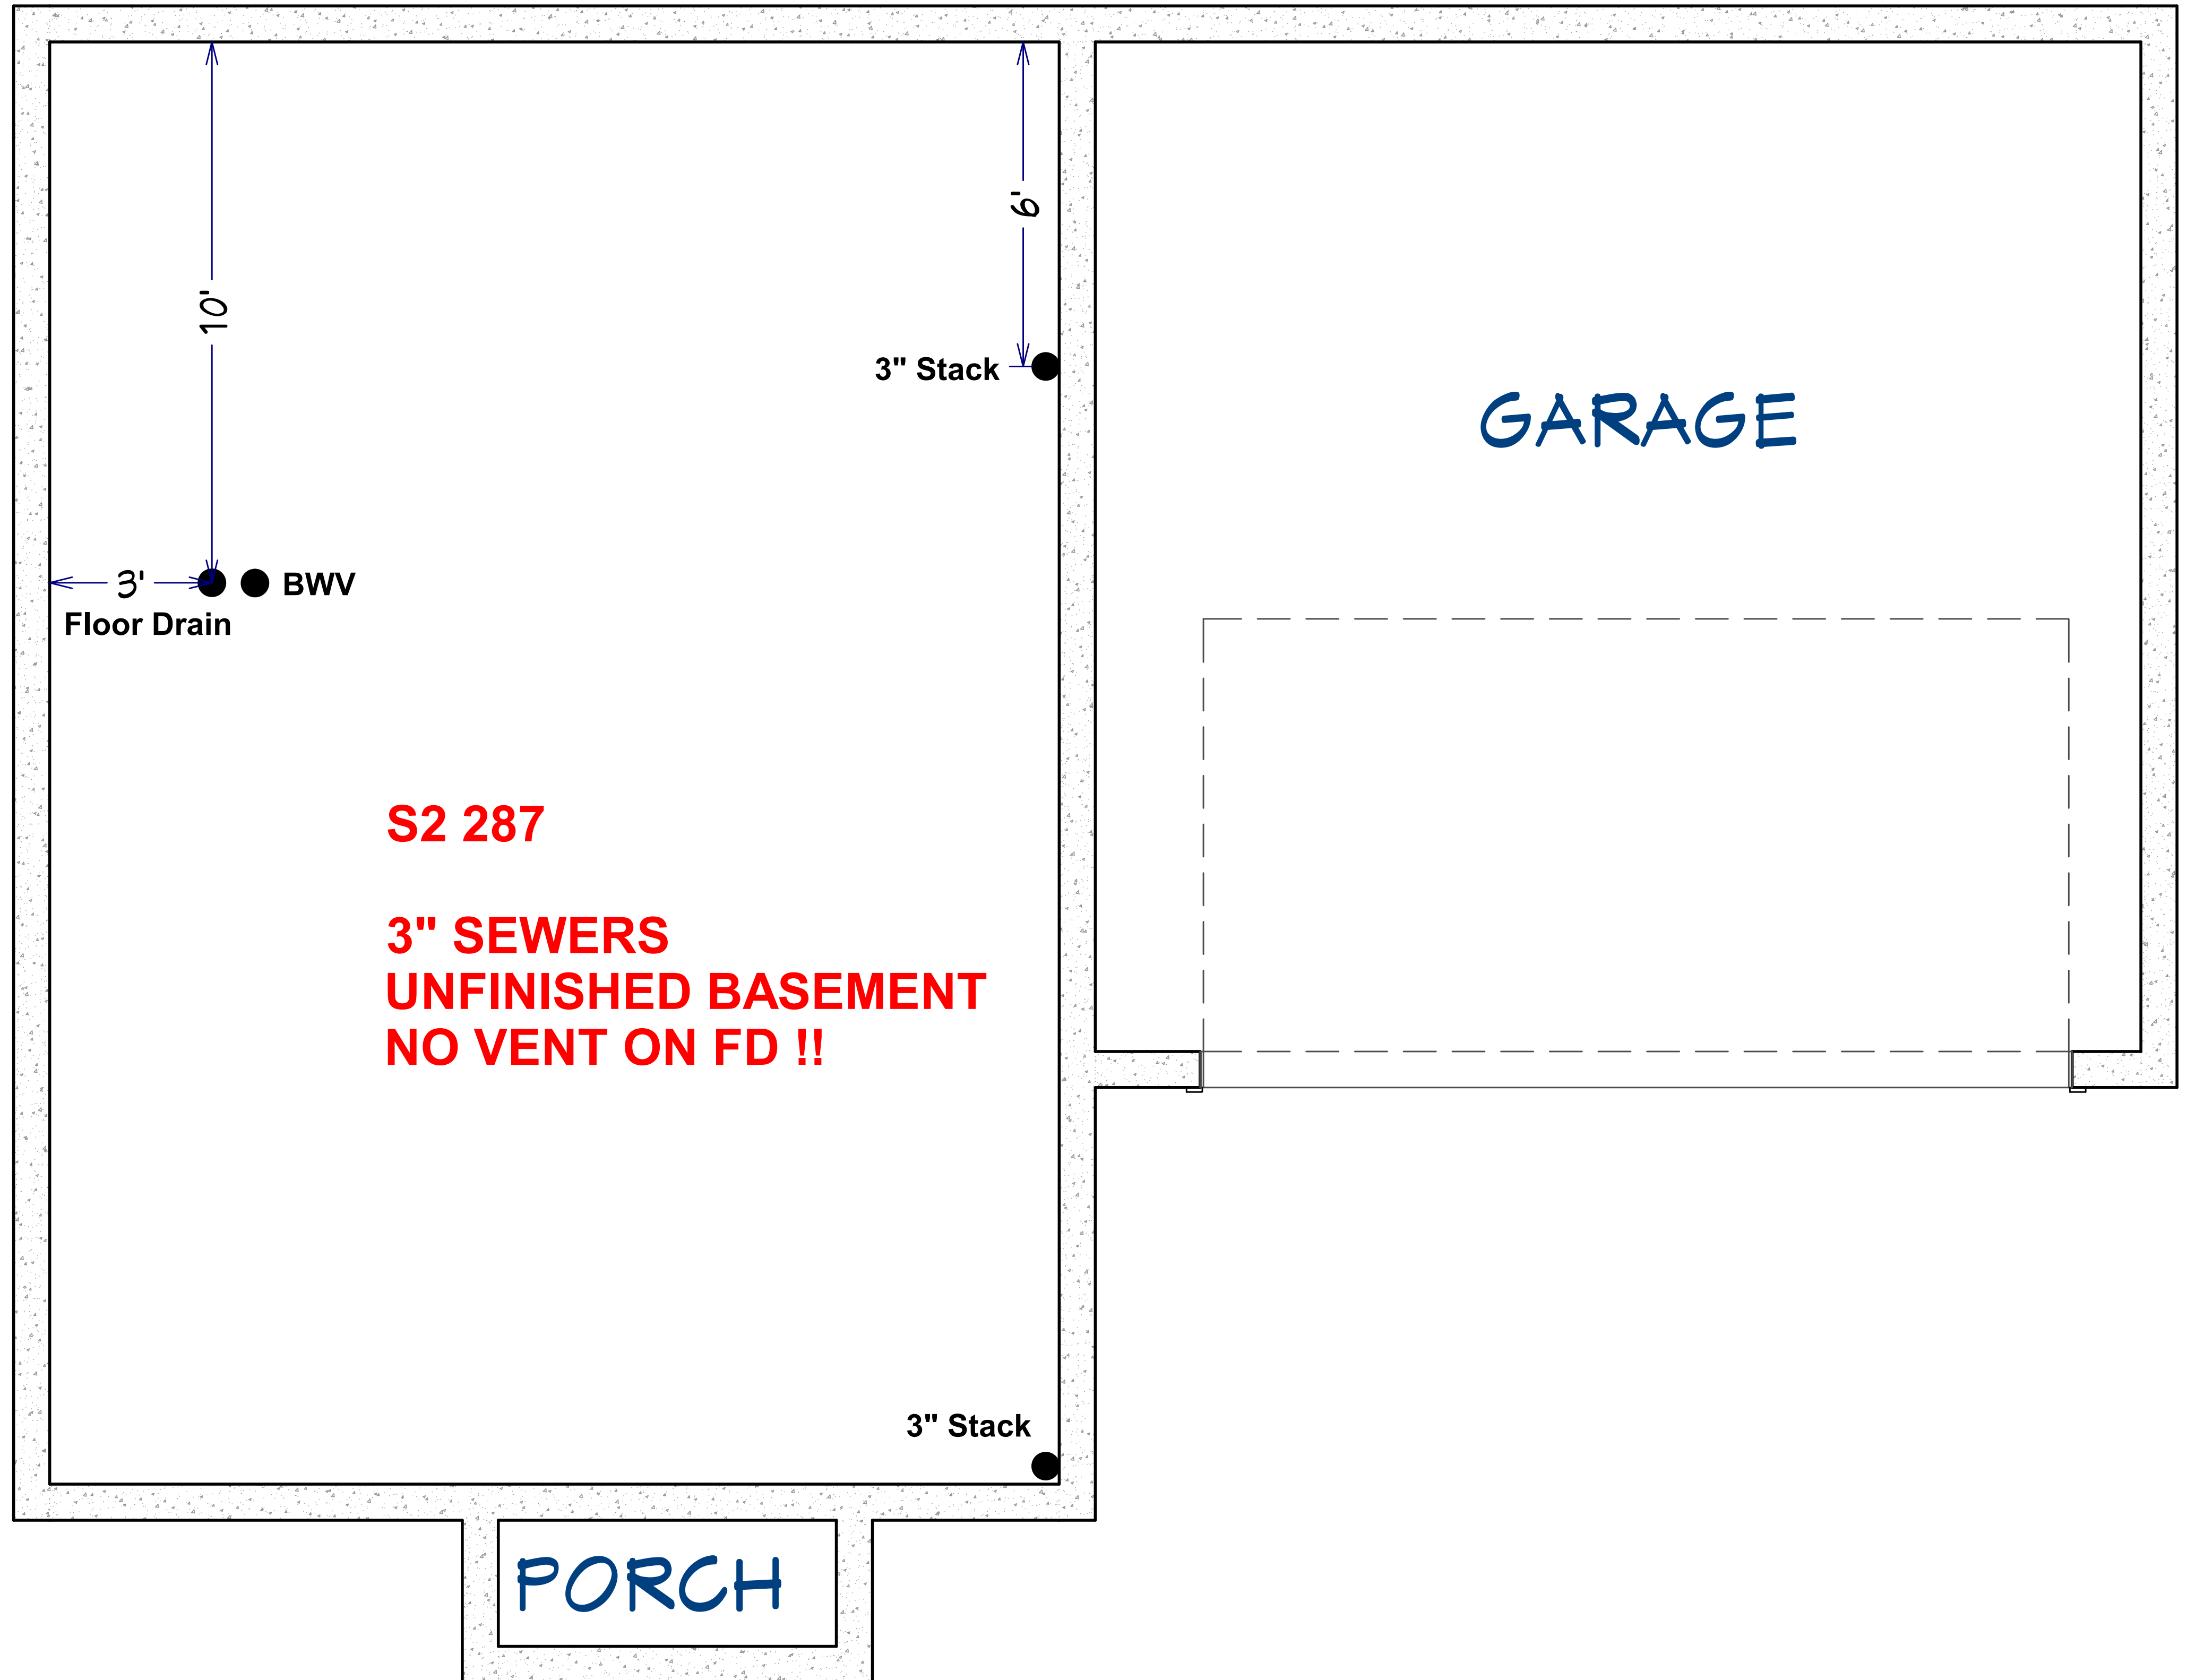 6'
10'
3" Stack
GARAGE
3'
BWV
Floor Drain
S2 287
3" SEWERS
UNFINISHED BASEMENT
NO VENT ON FD !!
3" Stack
PORCH